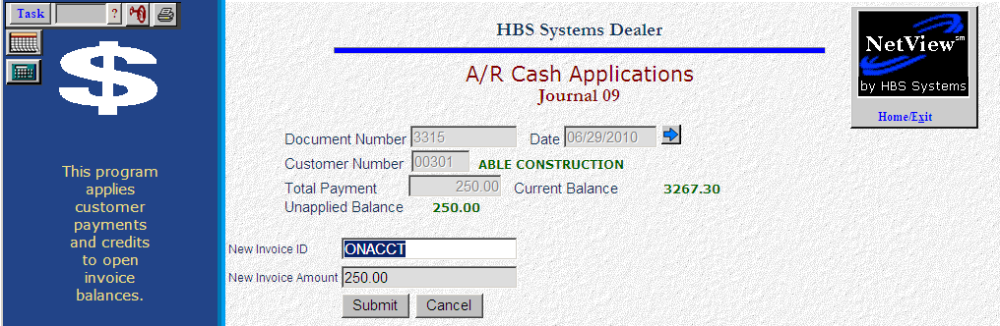 Task ?
This program
applies
customer
payments
and credits
to open
invoice
balances.
HBS Systems Dealer
A/R Cash Applications
Journal 09
Document Number 3315 Date 06/29/2010
Customer Number 00301 ABLE CONSTRUCTION
Total Payment 250.00 Current Balance 3267.30
Unapplied Balance 250.00
New Invoice ID ONACCT
New Invoice Amount 250.00
Submit Cancel
NetView SM
by HBS Systems
Home/Exit